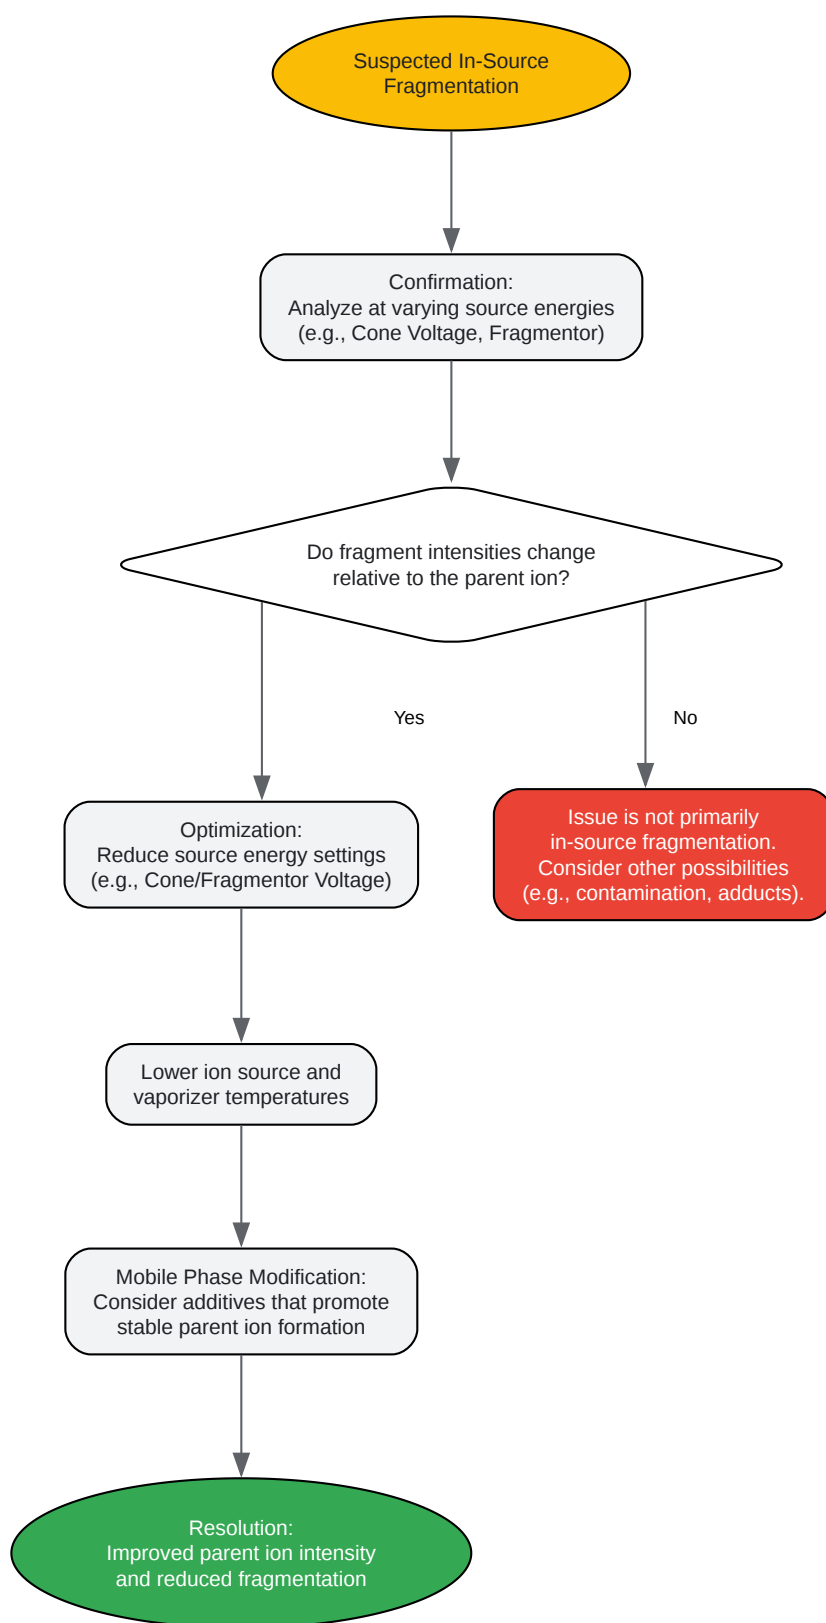 Suspected In-Source
Fragmentation
Confirmation:
Analyze at varying source energies
(e.g., Cone Voltage, Fragmentor)
Do fragment intensities change
relative to the parent ion?
Yes
No
Optimization:
Reduce source energy settings
(e.g., Cone/Fragmentor Voltage)
Issue is not primarily
in-source fragmentation.
Consider other possibilities
(e.g., contamination, adducts).
Lower ion source and
vaporizer temperatures
Mobile Phase Modification:
Consider additives that promote
stable parent ion formation
Resolution:
Improved parent ion intensity
and reduced fragmentation